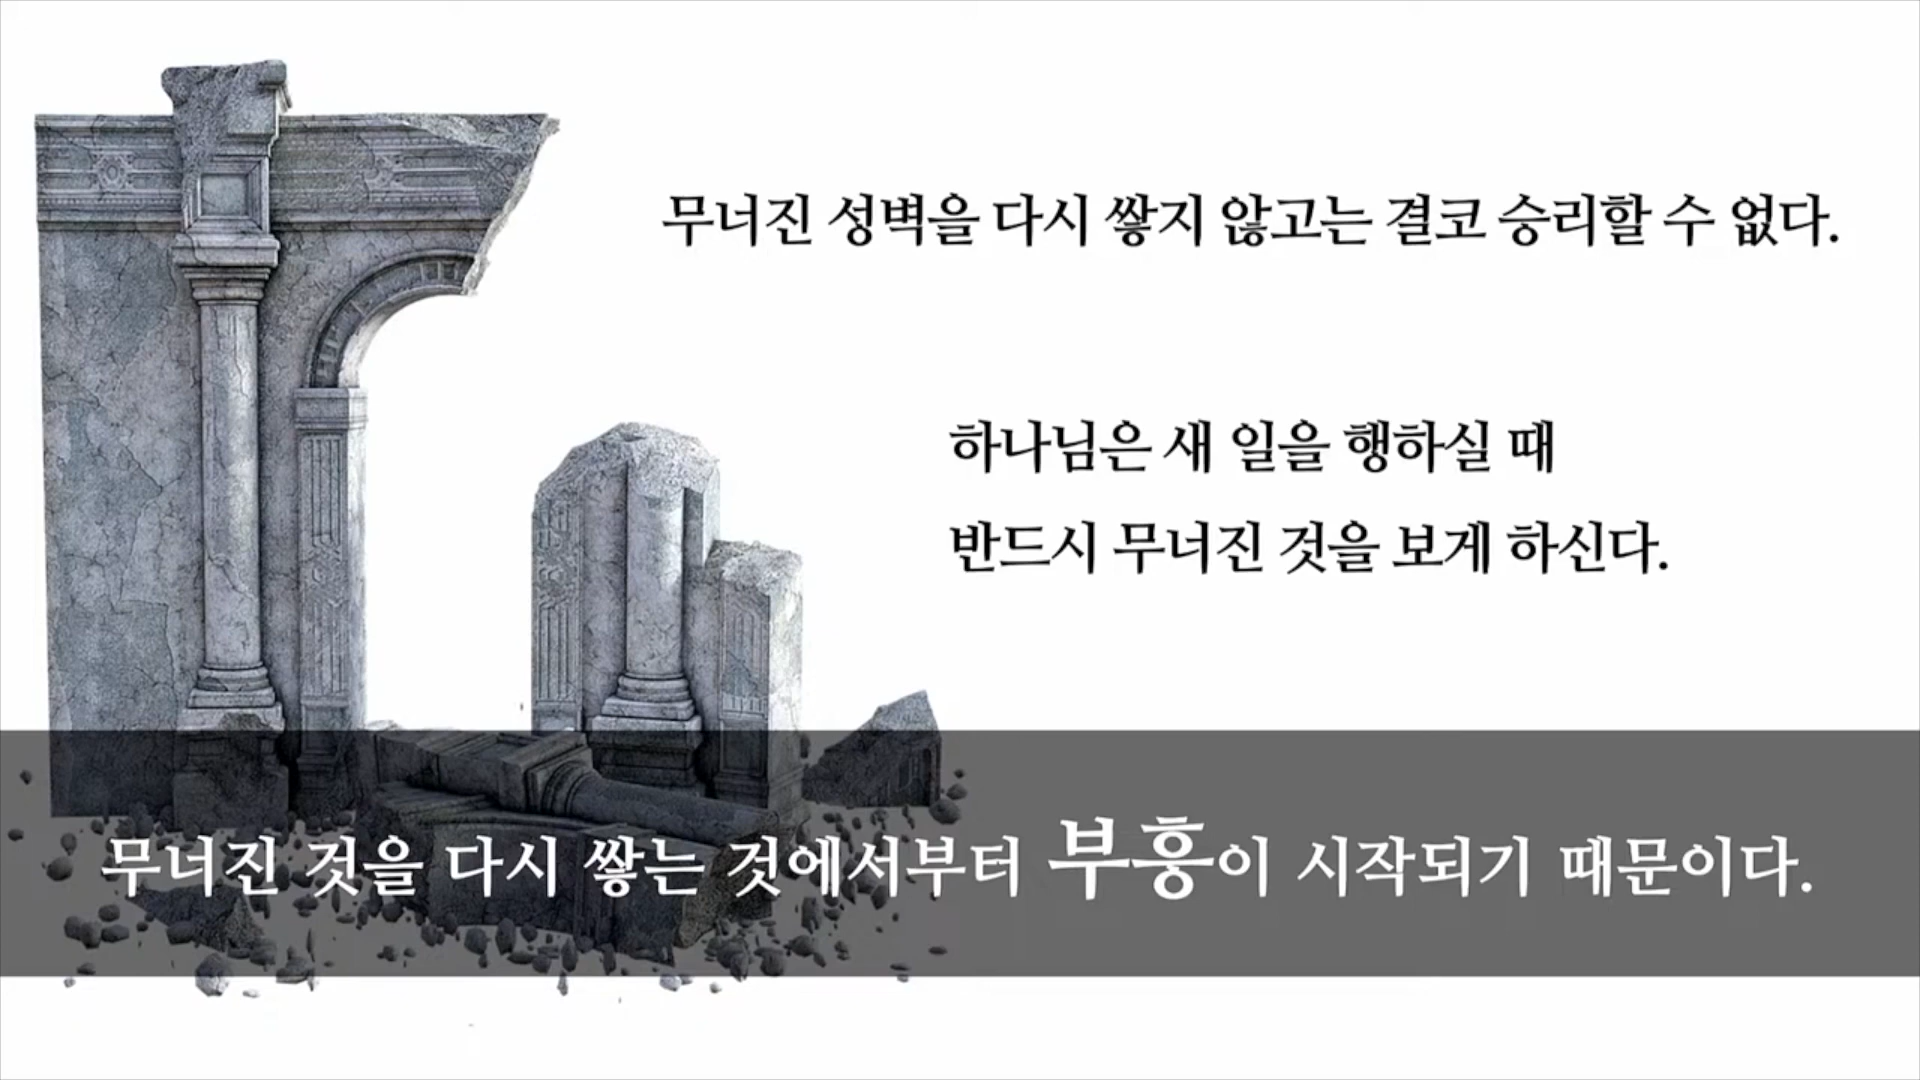 무너진 성벽을 다시 쌓지 않고는 결코 승리할 수 없다.
하나님은 새 일을 행하실 때
반드시 무너진 것을 보게 하신다.
무너진 것을 다시 쌓는 것에서부터 부흥이 시작되기 때문이다.